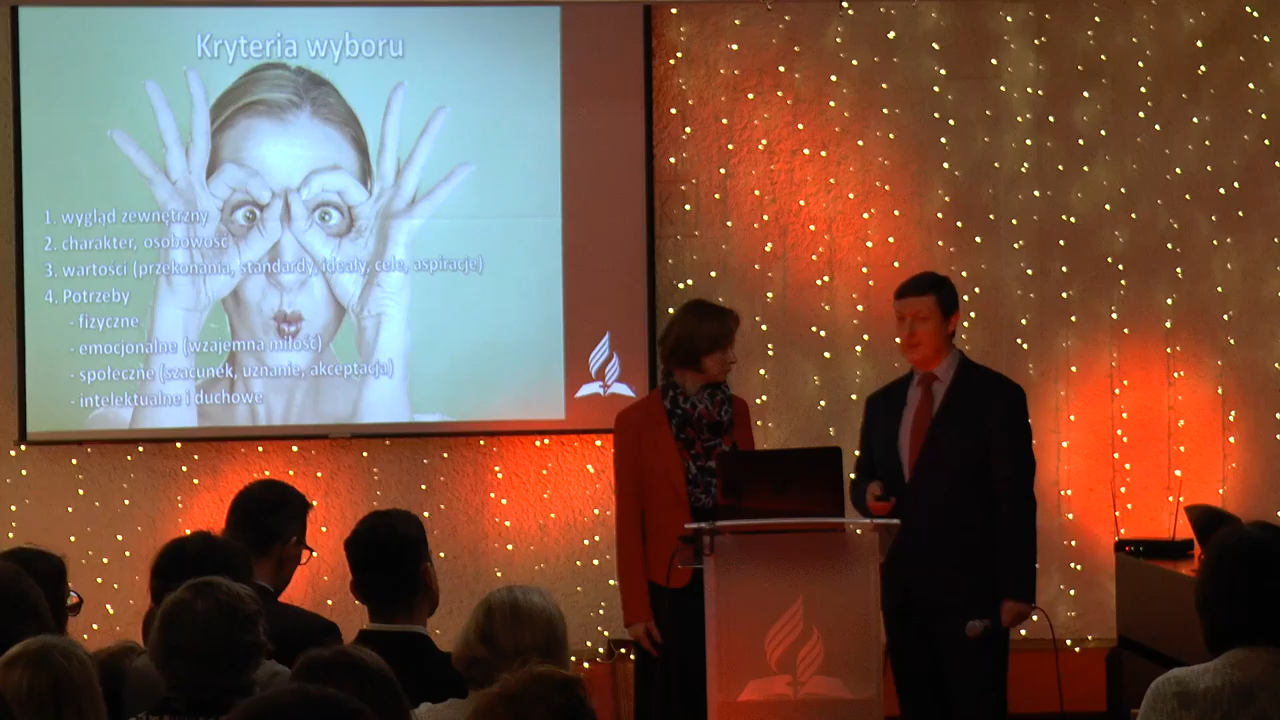 Kryteria wyboru
1. wygląd zewnętrzny
2. charakter, osobowość
3. wartości (przekonania, standardy, ideały, cele, aspiracje)
4. Potrzeby
- fizyczne
- emocjonalne (wzajemna miłość)
- społeczne (szacunek, uznanie, akceptacja)
- intelektualne i duchowe